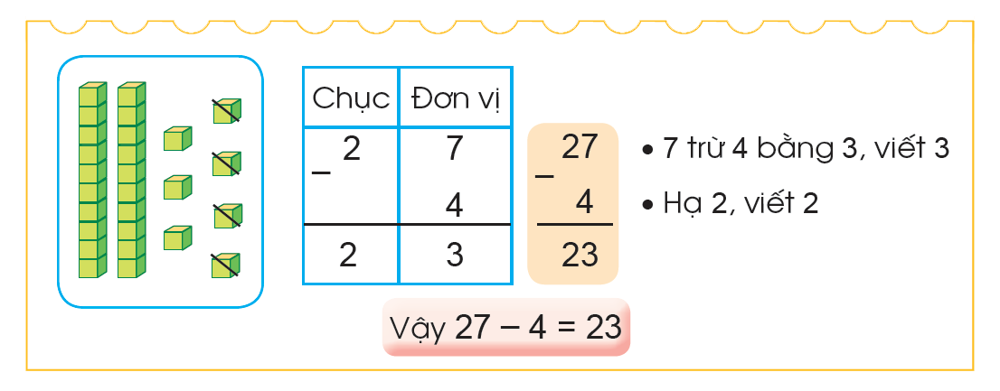 Chục Đơn vị
2 7
–
4
2 3
27
–
4
23
• 7 trừ 4 bằng 3, viết 3
• Hạ 2, viết 2
Vậy 27 – 4 = 23